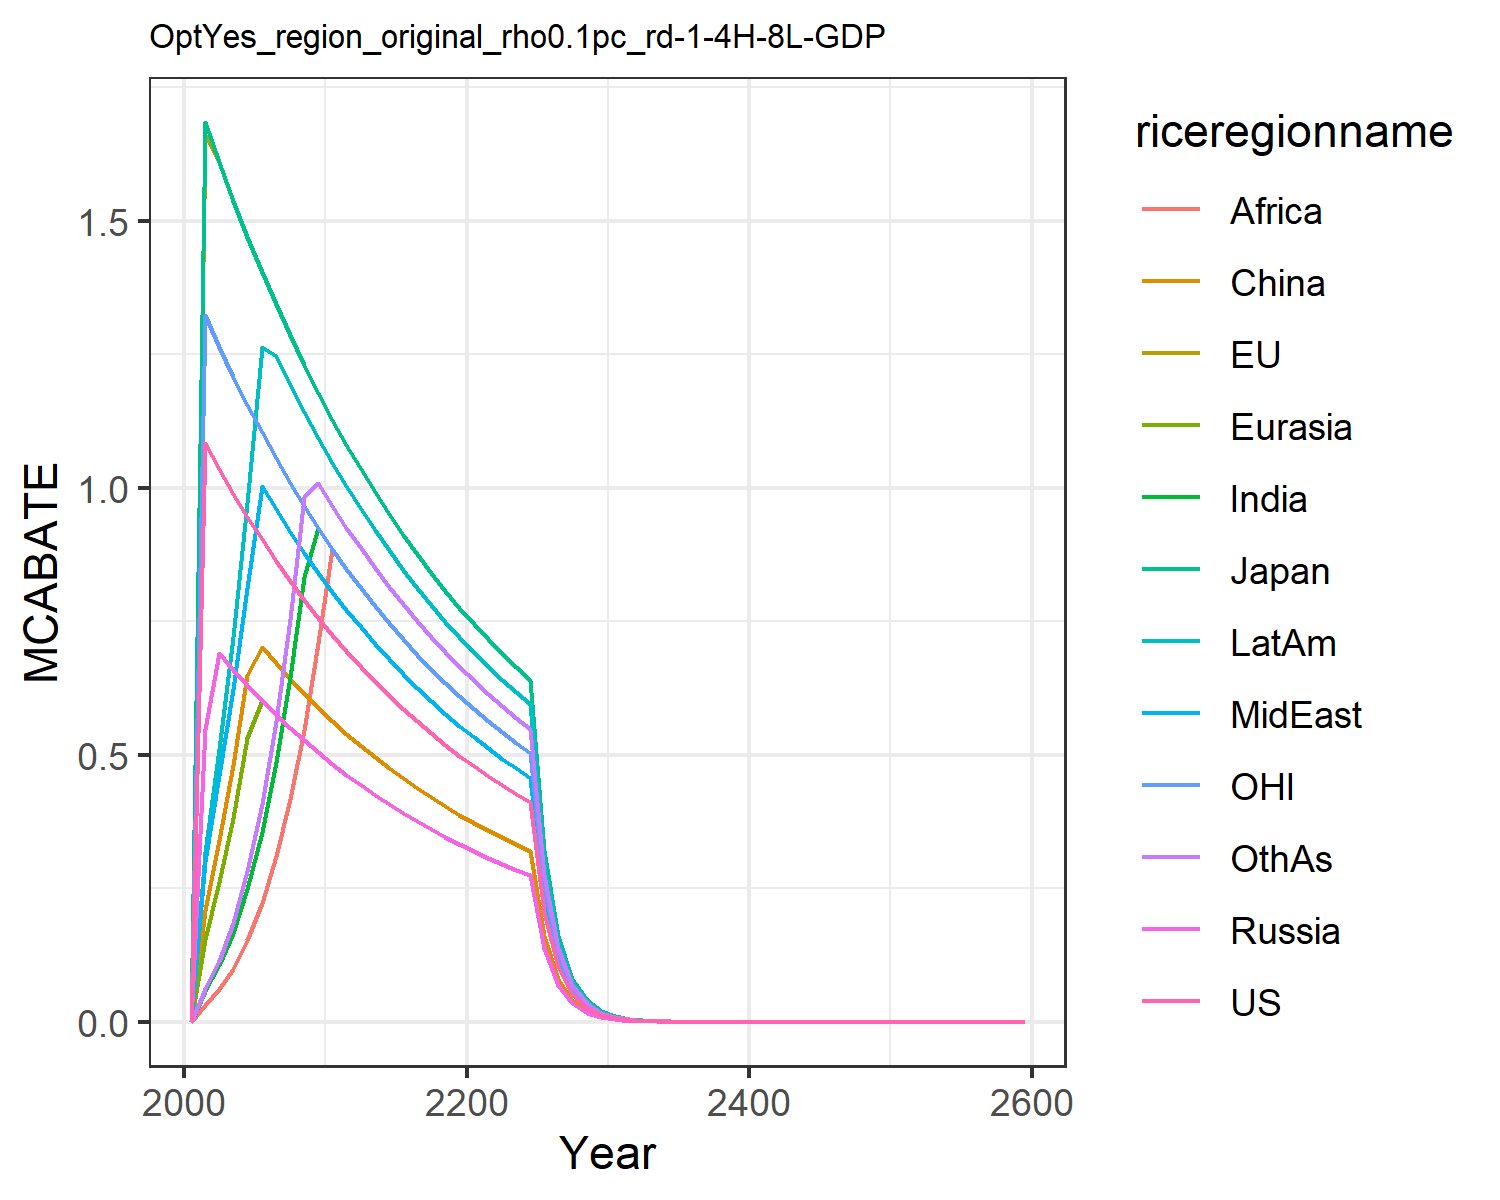 OptYes_region_original_rho0.1pc_rd-1-4H-8L-GDP
riceregionname
Africa
China
EU
Eurasia
India
Japan
LatAm
MidEast
OHI
OthAs
Russia
US
MCABATE
1.5
1.0
0.5
0.0
2000 2200 2400 2600
Year